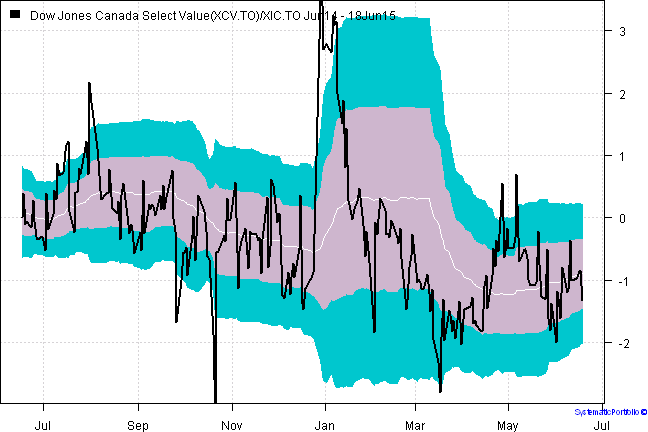 Dow Jones Canada Select Value(XCV.TO)/XIC.TO Jun14 - 18Jun15
3
2
1
0
-1
-2
SystematicPortfolio ©
Jul Sep Nov Jan Mar May Jul